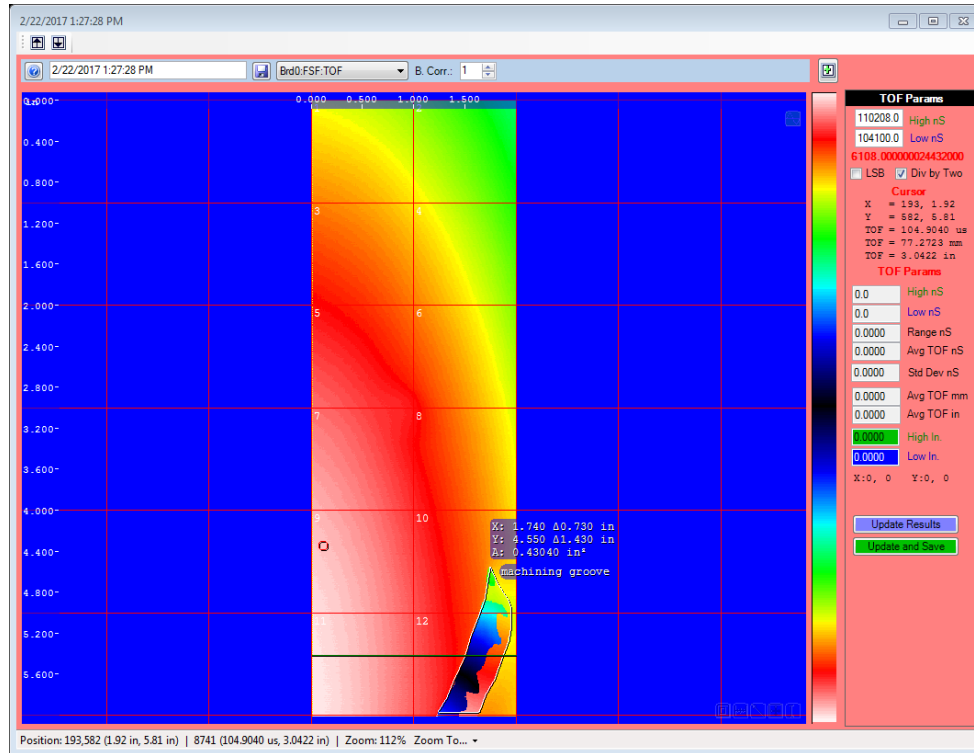 2/22/2017 1:27:28 PM
2/22/2017 1:27:28 PM
Brd0:FSF:TOF
B. Corr.: 1
0.000
0.000 0.500 1.000 1.500
0.400
0.800
1.200
1.600
2.000
2.400
2.800
3.200
3.600
4.000
4.400
4.800
5.200
5.600
3 4
5 6
7 8
9 10
11 12
X: 1.740 Δ0.730 in
Y: 4.550 Δ1.430 in
A: 0.43040 in²
machining groove
TOF Params
110208.0 High nS
104100.0 Low nS
6108.000000024432000
LSB Div by Two
Cursor
X = 193, 1.92
Y = 582, 5.81
TOF = 104.9040 us
TOF = 77.2723 mm
TOF = 3.0422 in
TOF Params
0.0 High nS
0.0 Low nS
0.0000 Range nS
0.0000 Avg TOF nS
0.0000 Std Dev nS
0.0000 Avg TOF mm
0.0000 Avg TOF in
0.0000 High In.
0.0000 Low In.
X:0, 0 Y:0, 0
Update Results
Update and Save
Position: 193,582 (1.92 in, 5.81 in) | 8741 (104.9040 us, 3.0422 in) | Zoom: 112% Zoom To...